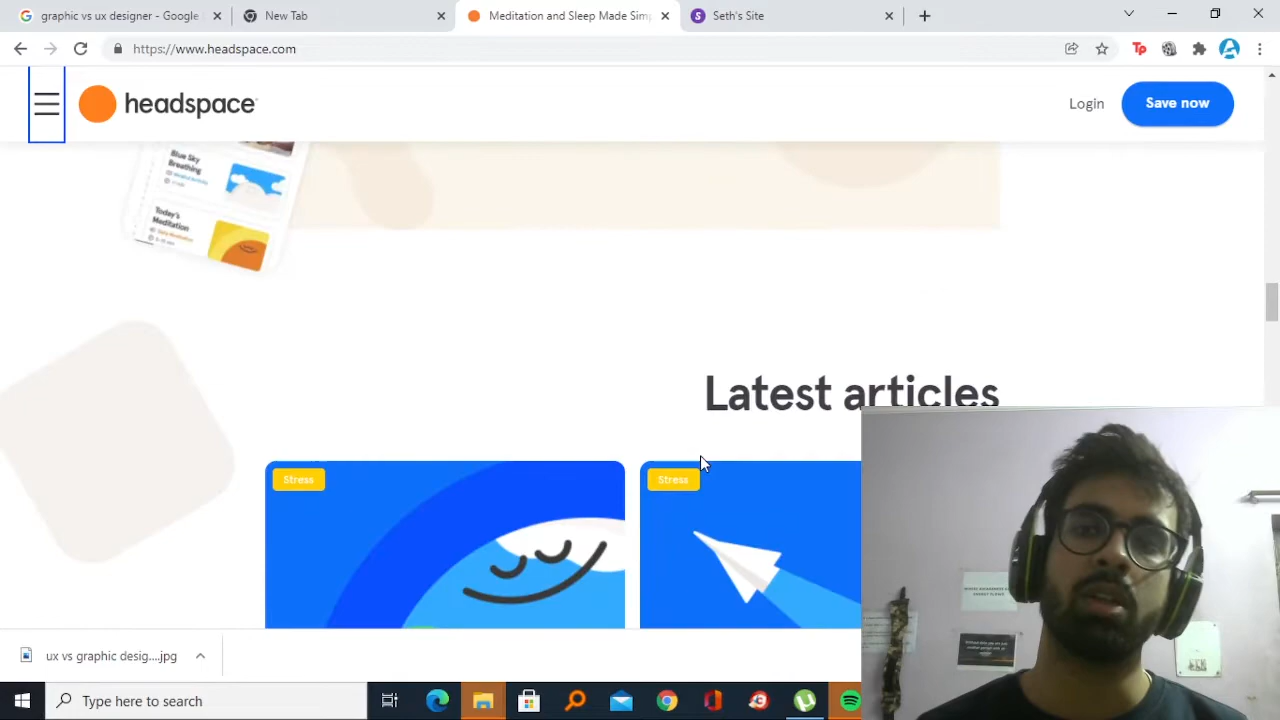 graphic vs ux designer - Google
New Tab
Meditation and Sleep Made Simp
Seth's Site
https://www.headspace.com
headspace
Login
Save now
Blue Sky
Breathing
Today's
Meditation
Latest articles
Stress
Stress
ux vs graphic desig....jpg
Type here to search